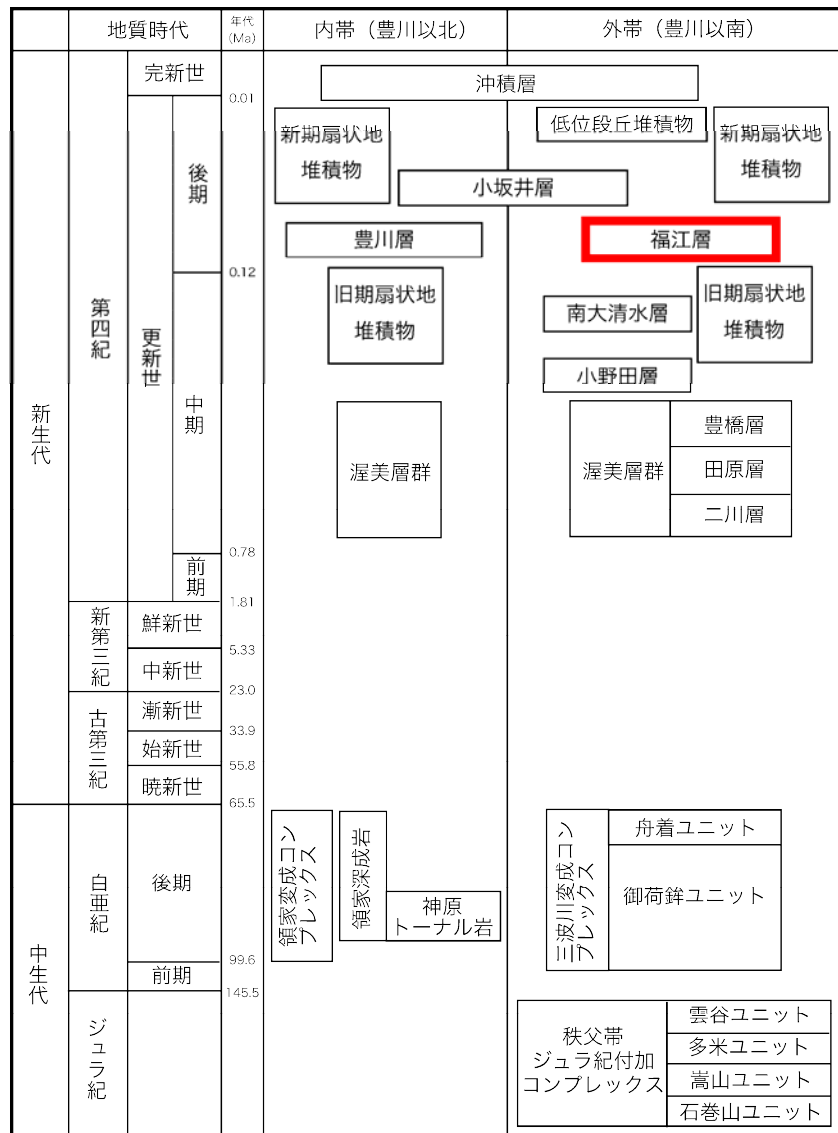 地質時代
年代
(Ma)
内帯（豊川以北）
外帯（豊川以南）
新生代
第四紀
完新世
0.01
沖積層
更新世
後期
新期扇状地
堆積物
低位段丘堆積物
新期扇状地
堆積物
小坂井層
豊川層
福江層
0.12
中期
旧期扇状地
堆積物
南大清水層
旧期扇状地
堆積物
小野田層
渥美層群
渥美層群
豊橋層
田原層
二川層
0.78
前期
1.81
新第三紀
鮮新世
5.33
中新世
23.0
古第三紀
漸新世
33.9
始新世
55.8
暁新世
65.5
中生代
白亜紀
後期
領家変成コン
プレックス
領家深成岩
神原
トーナル岩
三波川変成コン
プレックス
舟着ユニット
御荷鉾ユニット
99.6
前期
145.5
ジュラ紀
秩父帯
ジュラ紀付加
コンプレックス
雲谷ユニット
多米ユニット
嵩山ユニット
石巻山ユニット